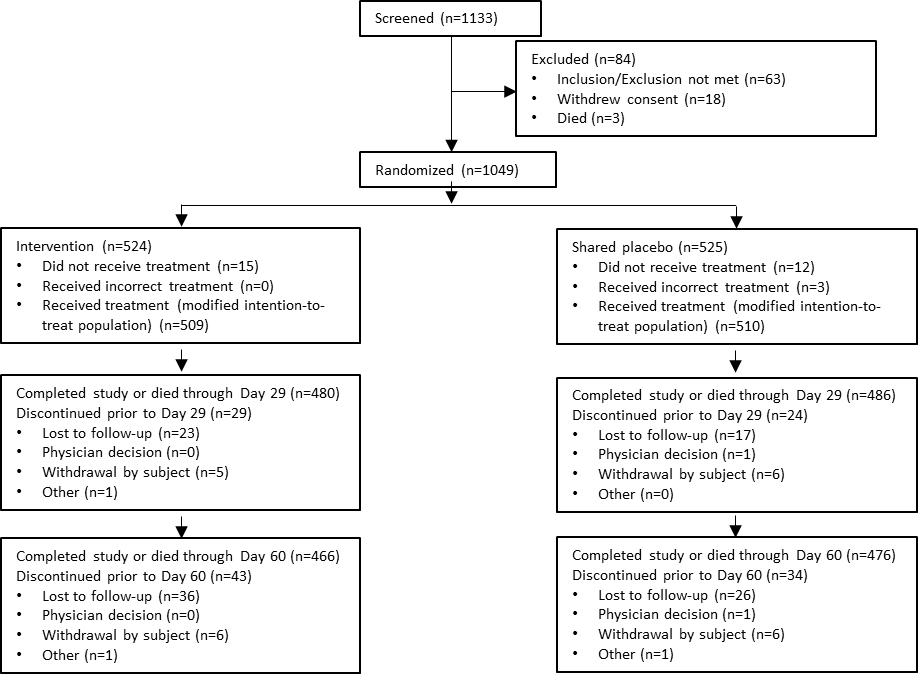 Screened (n=1133)
Excluded (n=84)
• Inclusion/Exclusion not met (n=63)
• Withdrew consent (n=18)
• Died (n=3)
Randomized (n=1049)
Intervention (n=524)
• Did not receive treatment (n=15)
• Received incorrect treatment (n=0)
• Received treatment (modified intention-to-
treat population) (n=509)
Shared placebo (n=525)
• Did not receive treatment (n=12)
• Received incorrect treatment (n=3)
• Received treatment (modified intention-to-
treat population) (n=510)
Completed study or died through Day 29 (n=480)
Discontinued prior to Day 29 (n=29)
• Lost to follow-up (n=23)
• Physician decision (n=0)
• Withdrawal by subject (n=5)
• Other (n=1)
Completed study or died through Day 29 (n=486)
Discontinued prior to Day 29 (n=24)
• Lost to follow-up (n=17)
• Physician decision (n=1)
• Withdrawal by subject (n=6)
• Other (n=0)
Completed study or died through Day 60 (n=466)
Discontinued prior to Day 60 (n=43)
• Lost to follow-up (n=36)
• Physician decision (n=0)
• Withdrawal by subject (n=6)
• Other (n=1)
Completed study or died through Day 60 (n=476)
Discontinued prior to Day 60 (n=34)
• Lost to follow-up (n=26)
• Physician decision (n=1)
• Withdrawal by subject (n=6)
• Other (n=1)